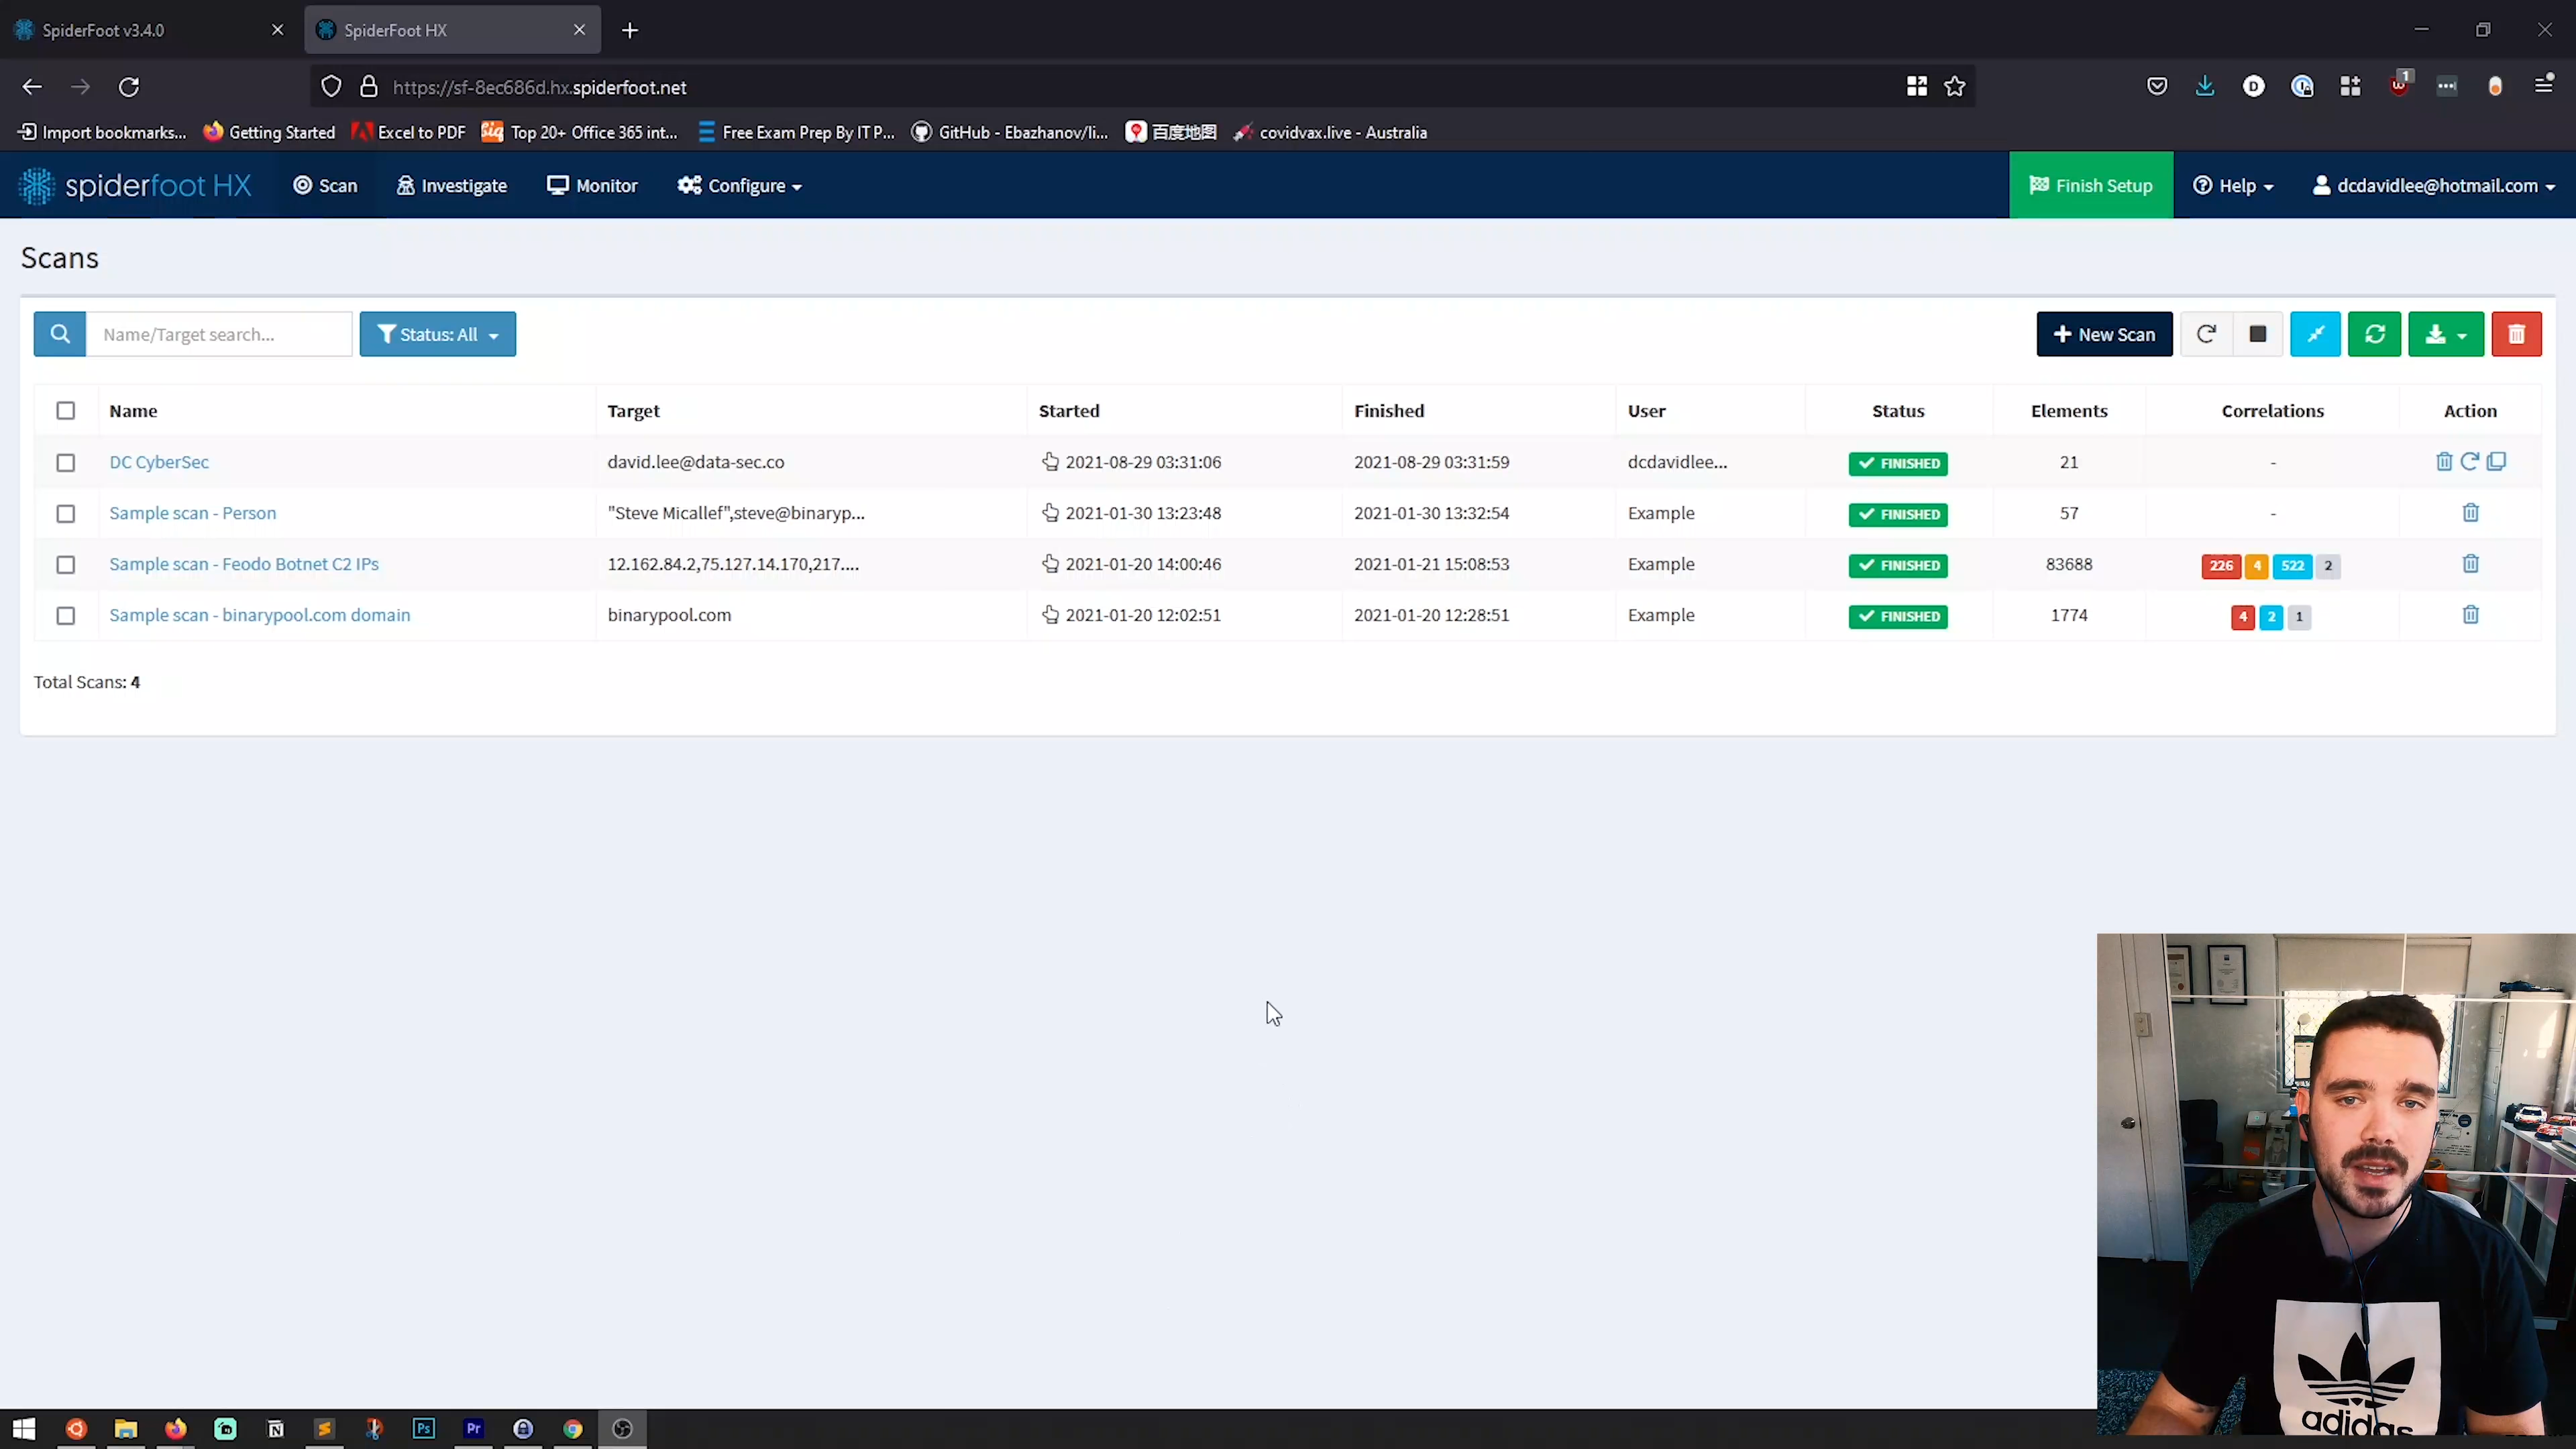 SpiderFoot v3.4.0
SpiderFoot HX
https://sf-8ec686d.hx.spiderfoot.net
1
Import bookmarks... Getting Started Excel to PDF Top 20+ Office 365 int... Free Exam Prep By IT P... GitHub - Ebazhanov/li... 百度地图 covidvax.live - Australia
spiderfoot HX Scan Investigate Monitor Configure Finish Setup Help dcdavidlee@hotmail.com
Scans
Name/Target search... Status: All New Scan
Name Target Started Finished User Status Elements Correlations Action
DC CyberSec david.lee@data-sec.co 2021-08-29 03:31:06 2021-08-29 03:31:59 dcdavidlee... FINISHED 21 -
Sample scan - Person "Steve Micallef",steve@binaryp... 2021-01-30 13:23:48 2021-01-30 13:32:54 Example FINISHED 57 -
Sample scan - Feodo Botnet C2 IPs 12.162.84.2,75.127.14.170,217.... 2021-01-20 14:00:46 2021-01-21 15:08:53 Example FINISHED 83688 226 4 522 2
Sample scan - binarypool.com domain binarypool.com 2021-01-20 12:02:51 2021-01-20 12:28:51 Example FINISHED 1774 4 2 1
Total Scans: 4
adidas
Ps
Pr